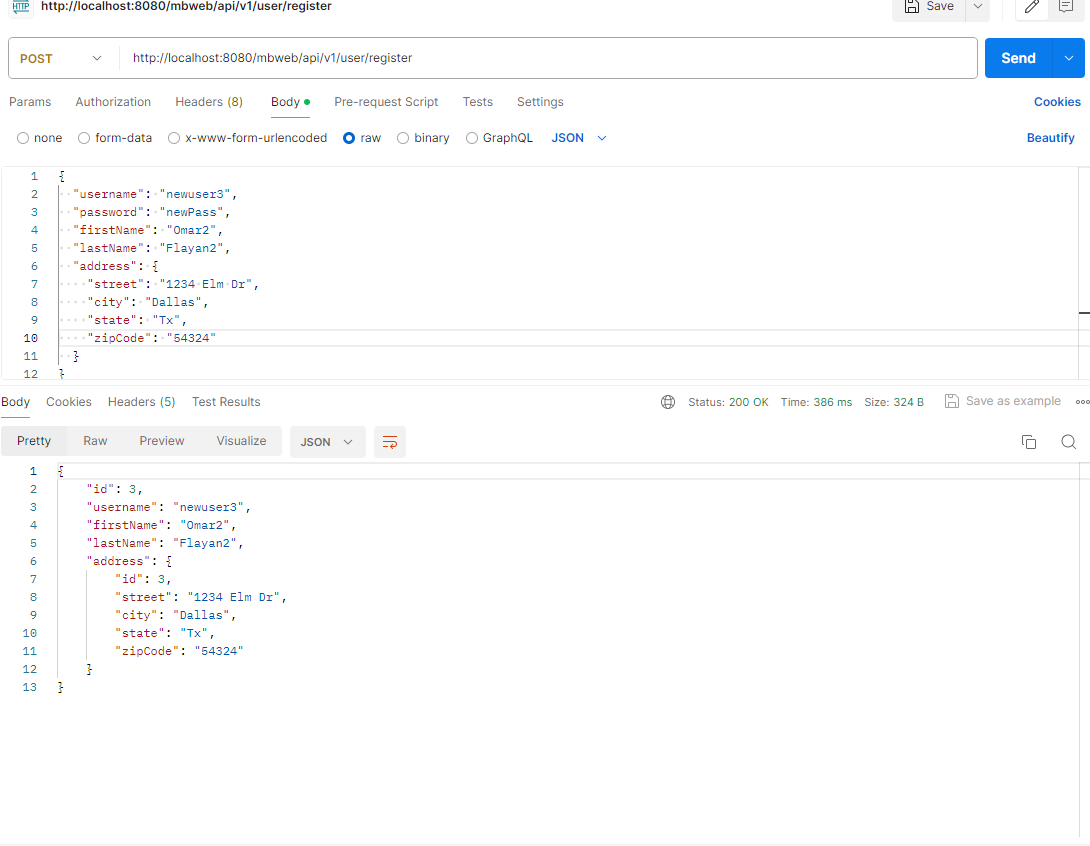 HTTP http://localhost:8080/mbweb/api/v1/user/register Save
POST http://localhost:8080/mbweb/api/v1/user/register Send
Params Authorization Headers (8) Body Pre-request Script Tests Settings Cookies
none form-data x-www-form-urlencoded raw binary GraphQL JSON Beautify
1 {
2 "username": "newuser3",
3 "password": "newPass",
4 "firstName": "Omar2",
5 "lastName": "Flayan2",
6 "address": {
7 "street": "1234 Elm Dr",
8 "city": "Dallas",
9 "state": "Tx",
10 "zipCode": "54324"
11 }
12 }
Body Cookies Headers (5) Test Results Status: 200 OK Time: 386 ms Size: 324 B Save as example
Pretty Raw Preview Visualize JSON
1 {
2 "id": 3,
3 "username": "newuser3",
4 "firstName": "Omar2",
5 "lastName": "Flayan2",
6 "address": {
7 "id": 3,
8 "street": "1234 Elm Dr",
9 "city": "Dallas",
10 "state": "Tx",
11 "zipCode": "54324"
12 }
13 }